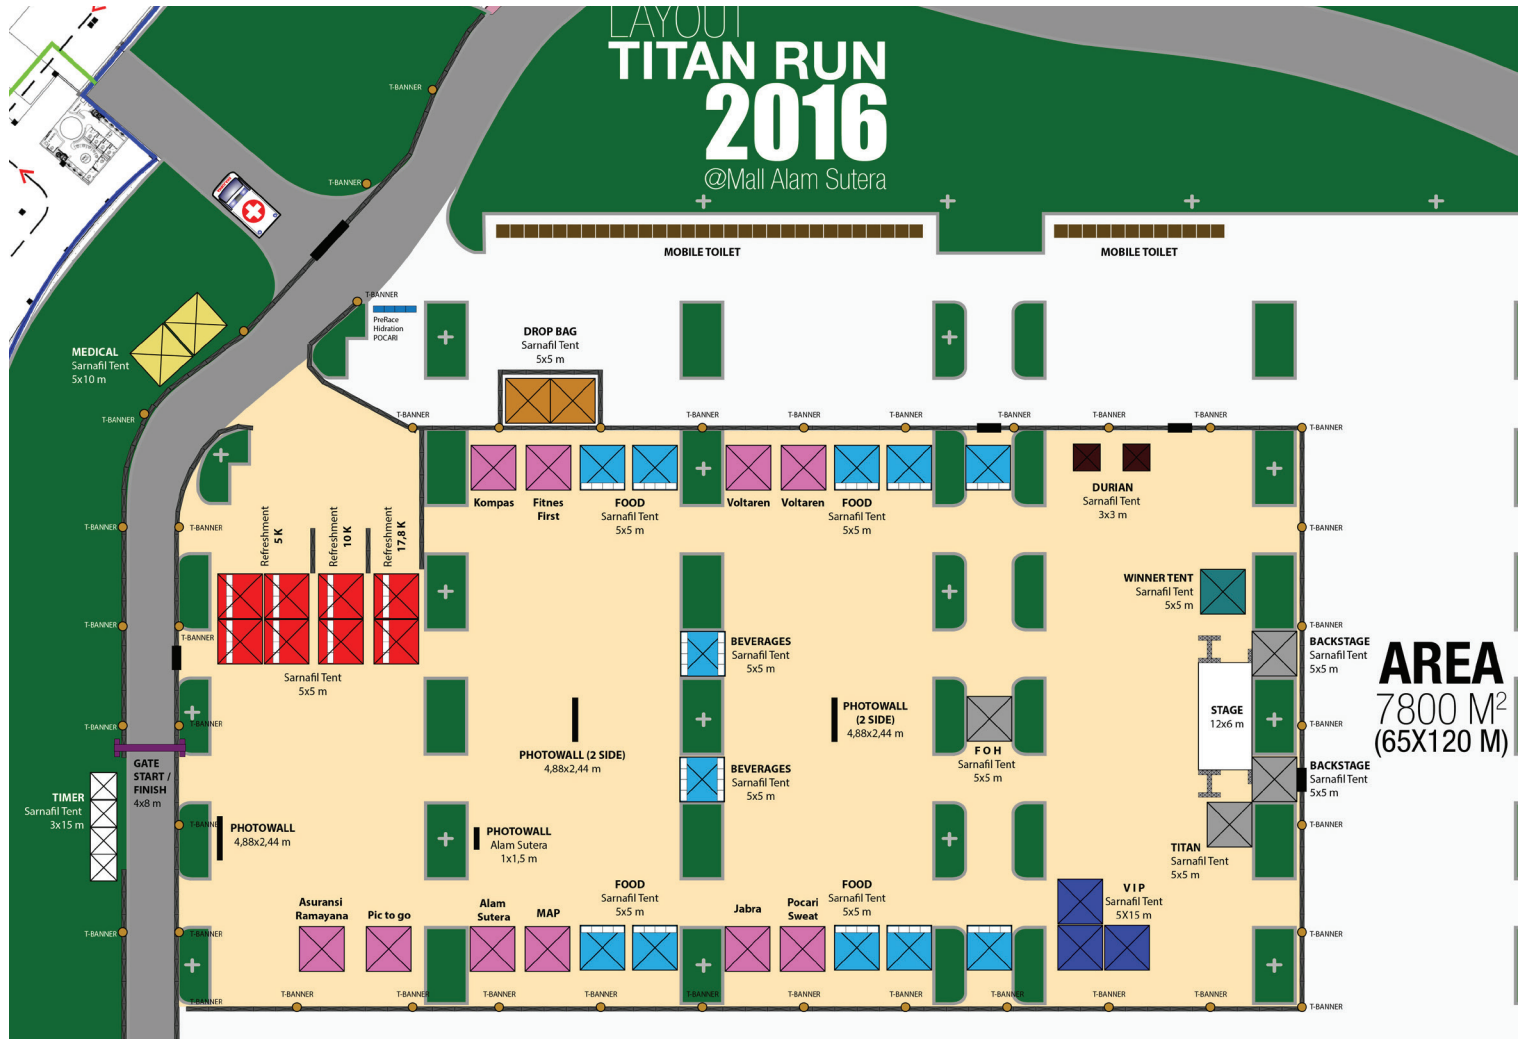 LAYOUT
TITAN RUN
2016
@Mall Alam Sutera
T-BANNER
T-BANNER
MOBILE TOILET
MOBILE TOILET
T-BANNER
PreRace
Hidration
POCARI
DROP BAG
Sarnafil Tent
5x5 m
MEDICAL
Sarnafil Tent
5x10 m
T-BANNER
T-BANNER
T-BANNER
T-BANNER
T-BANNER
T-BANNER
T-BANNER
T-BANNER
T-BANNER
Kompas
Fitnes
First
FOOD
Sarnafil Tent
5x5 m
Voltaren
Voltaren
FOOD
Sarnafil Tent
5x5 m
DURIAN
Sarnafil Tent
3x3 m
T-BANNER
T-BANNER
T-BANNER
Refreshment
5 K
Refreshment
10 K
Refreshment
17,8 K
WINNER TENT
Sarnafil Tent
5x5 m
T-BANNER
T-BANNER
T-BANNER
Sarnafil Tent
5x5 m
BEVERAGES
Sarnafil Tent
5x5 m
BACKSTAGE
Sarnafil Tent
5x5 m
AREA
7800 M²
(65X120 M)
T-BANNER
T-BANNER
PHOTOWALL (2 SIDE)
4,88x2,44 m
PHOTOWALL
(2 SIDE)
4,88x2,44 m
STAGE
12x6 m
T-BANNER
F O H
Sarnafil Tent
5x5 m
GATE
START /
FINISH
4x8 m
BEVERAGES
Sarnafil Tent
5x5 m
BACKSTAGE
Sarnafil Tent
5x5 m
TIMER
Sarnafil Tent
3x15 m
T-BANNER
PHOTOWALL
4,88x2,44 m
PHOTOWALL
Alam Sutera
1x1,5 m
T-BANNER
TITAN
Sarnafil Tent
5x5 m
Asuransi
Ramayana
Pic to go
Alam
Sutera
MAP
FOOD
Sarnafil Tent
5x5 m
Jabra
Pocari
Sweat
FOOD
Sarnafil Tent
5x5 m
V I P
Sarnafil Tent
5X15 m
T-BANNER
T-BANNER
T-BANNER
T-BANNER
T-BANNER
T-BANNER
T-BANNER
T-BANNER
T-BANNER
T-BANNER
T-BANNER
T-BANNER
T-BANNER
T-BANNER